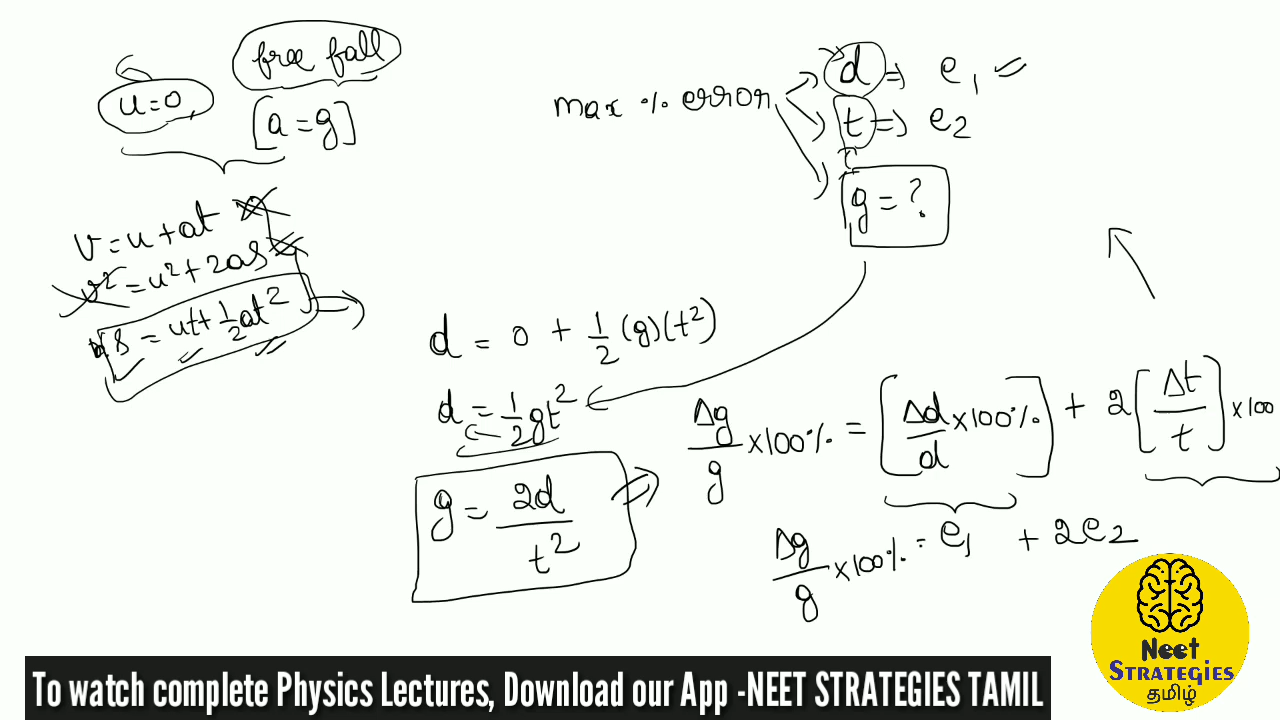 free fall
u=0,
[a=g]
v=u+at
v²=u²+2as
s=ut+½at²
max % error
d ⇒ e₁
t ⇒ e₂
g=?
d = 0 + ½(g)(t²)
d = ½gt²
g = 2d/t²
Δg/g ×100% = [Δd/d ×100%] + 2[Δt/t]×100
Δg/g ×100% = e₁ + 2e₂
Neet
STRATEGIES
தமிழ்
To watch complete Physics Lectures, Download our App -NEET STRATEGIES TAMIL